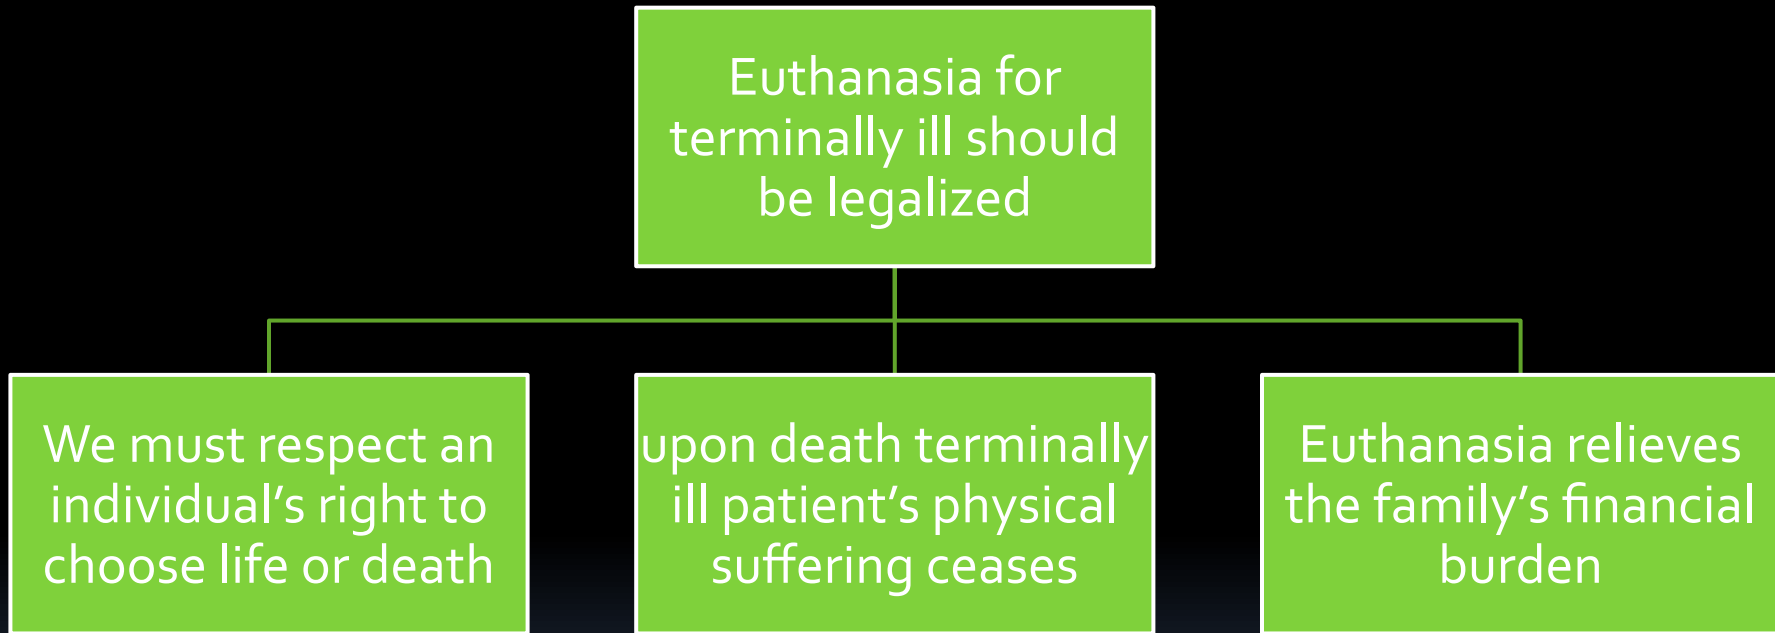 Euthanasia for
terminally ill should
be legalized
We must respect an
individual’s right to
choose life or death
upon death terminally
ill patient’s physical
suffering ceases
Euthanasia relieves
the family’s financial
burden